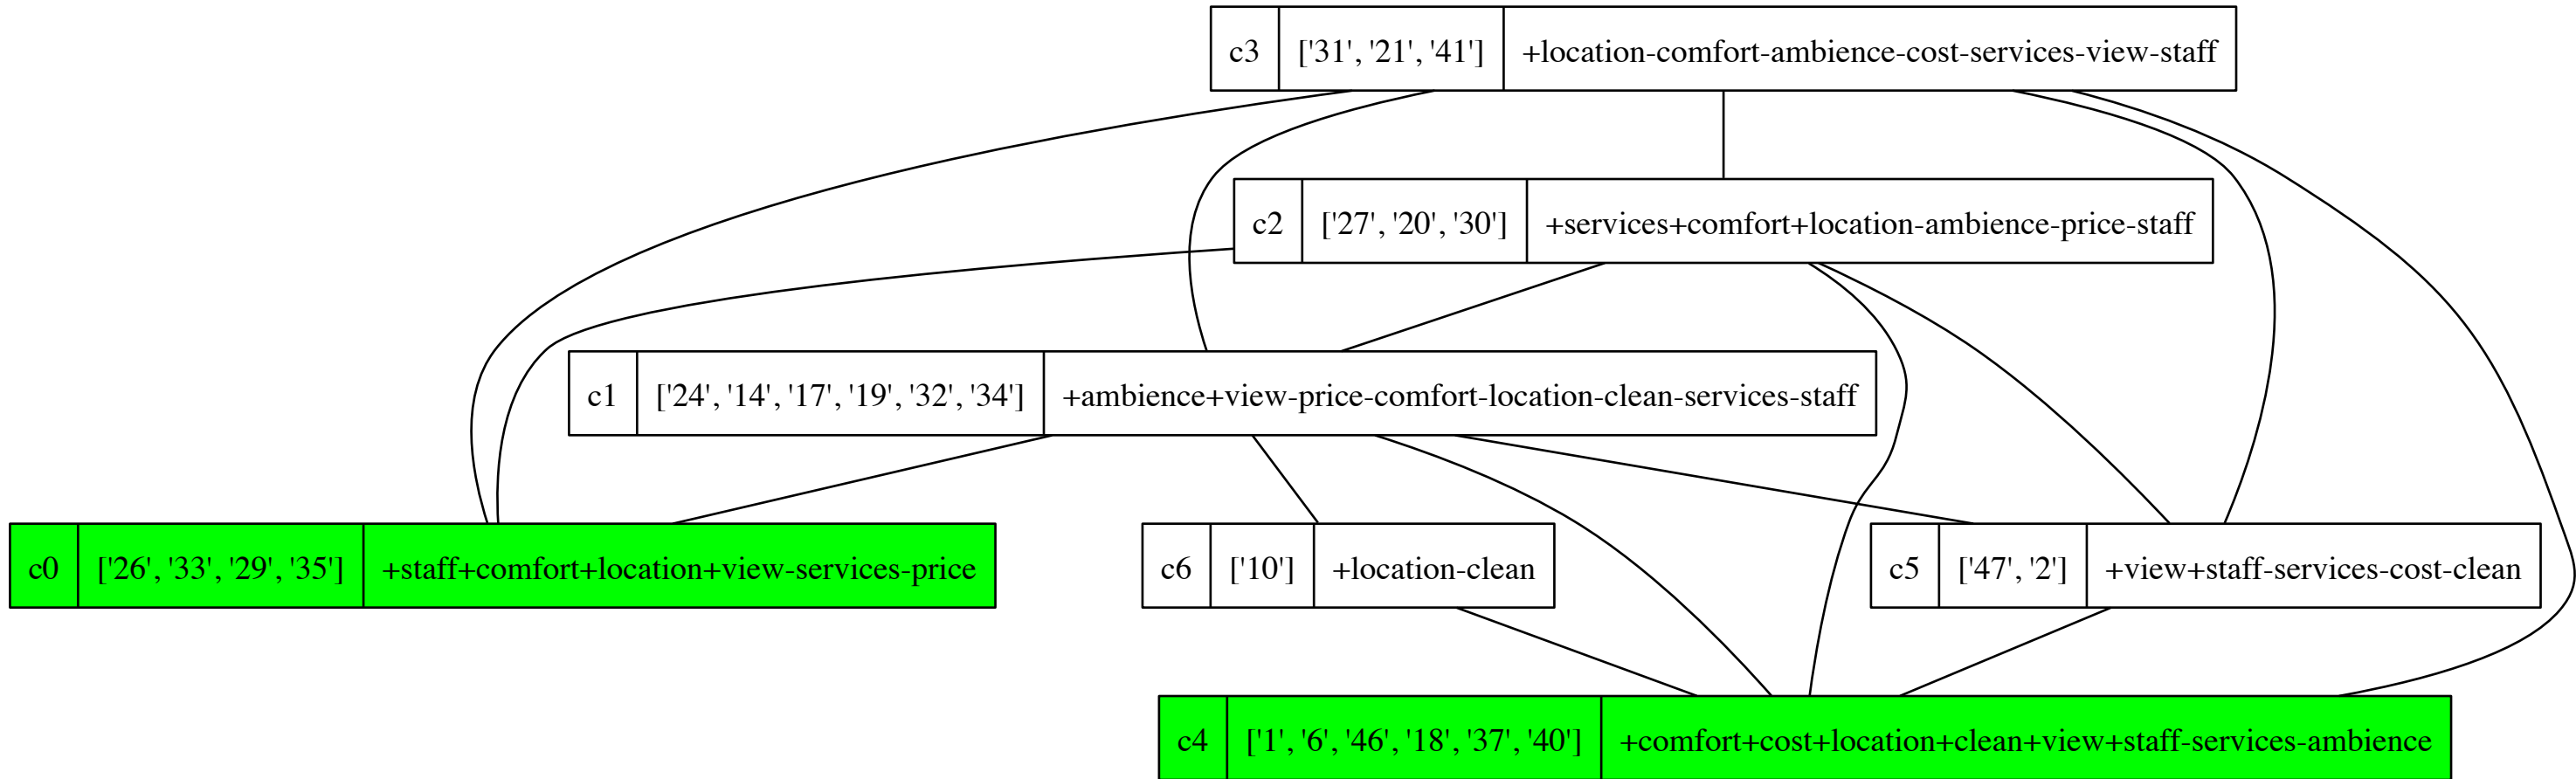 c3 ['31', '21', '41'] +location-comfort-ambience-cost-services-view-staff
c2 ['27', '20', '30'] +services+comfort+location-ambience-price-staff
c1 ['24', '14', '17', '19', '32', '34'] +ambience+view-price-comfort-location-clean-services-staff
c0 ['26', '33', '29', '35'] +staff+comfort+location+view-services-price
c6 ['10'] +location-clean
c5 ['47', '2'] +view+staff-services-cost-clean
c4 ['1', '6', '46', '18', '37', '40'] +comfort+cost+location+clean+view+staff-services-ambience